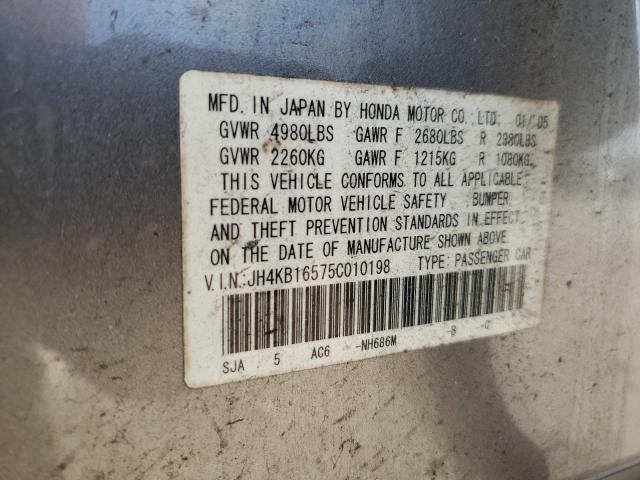 MFD. IN JAPAN BY HONDA MOTOR CO., LTD. 01/'05
GVWR 4980LBS GAWR F 2680LBS R 2380LBS
GVWR 2260KG GAWR F 1215KG R 1080KG
THIS VEHICLE CONFORMS TO ALL APPLICABLE
FEDERAL MOTOR VEHICLE SAFETY, BUMPER
AND THEFT PREVENTION STANDARDS IN EFFECT
ON THE DATE OF MANUFACTURE SHOWN ABOVE
V.I.N.:JH4KB16575C010198 TYPE: PASSENGER CAR
SJA 5 AC6 -NH686M -B -C